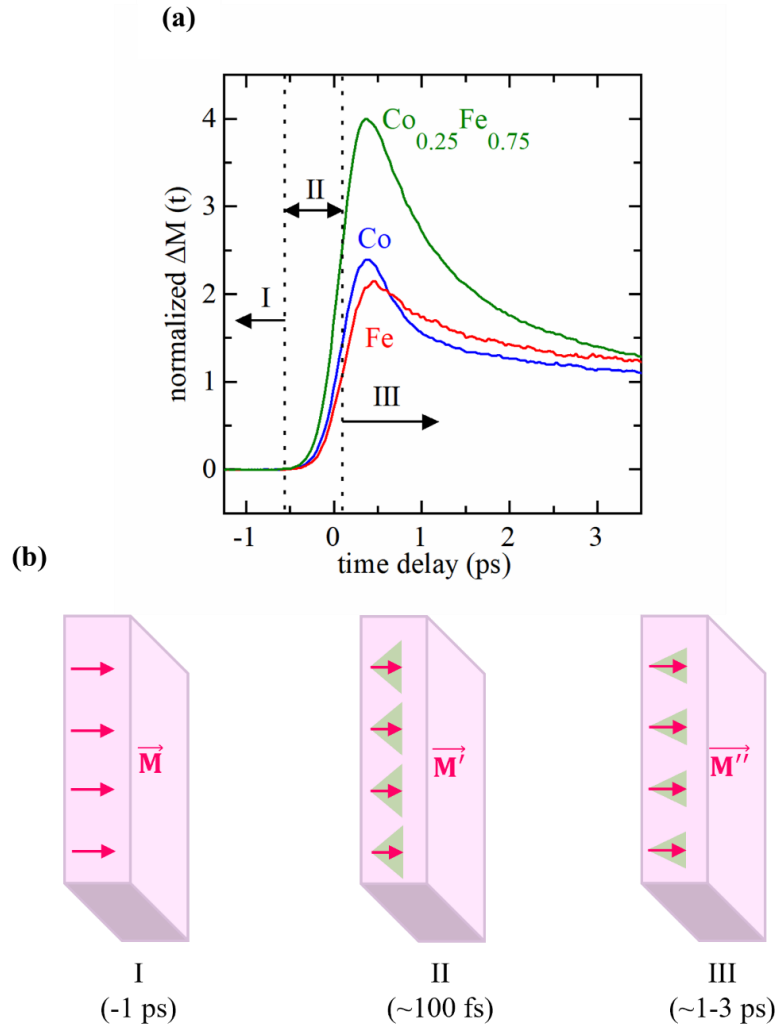 (a)
normalized ΔM (t)
4
3
2
1
0
Co0.25Fe0.75
II
Co
I
Fe
III
-1 0 1 2 3
time delay (ps)
(b)
M M′ M′′
I II III
(-1 ps) (~100 fs) (~1-3 ps)